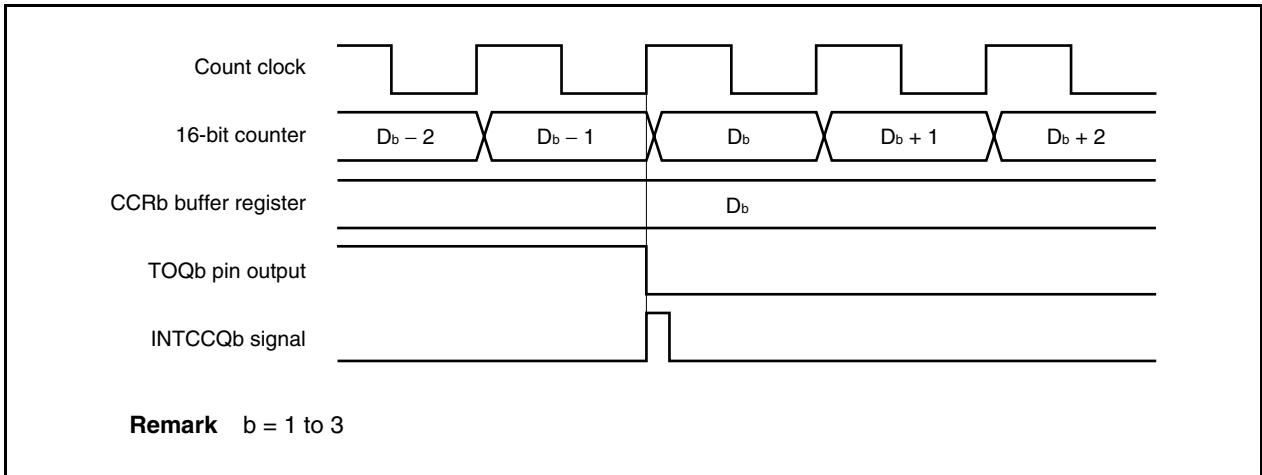 Count clock
16-bit counter
Db − 2
Db − 1
Db
Db + 1
Db + 2
CCRb buffer register
Db
TOQb pin output
INTCCQb signal
Remark b = 1 to 3